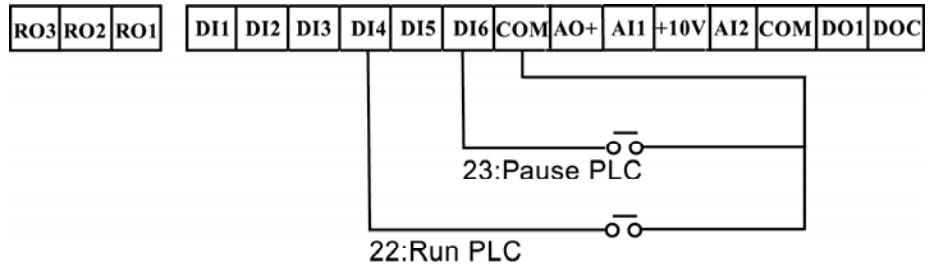 RO3 RO2 RO1 DI1 DI2 DI3 DI4 DI5 DI6 COM AO+ AI1 +10V AI2 COM DO1 DOC
23:Pause PLC
22:Run PLC